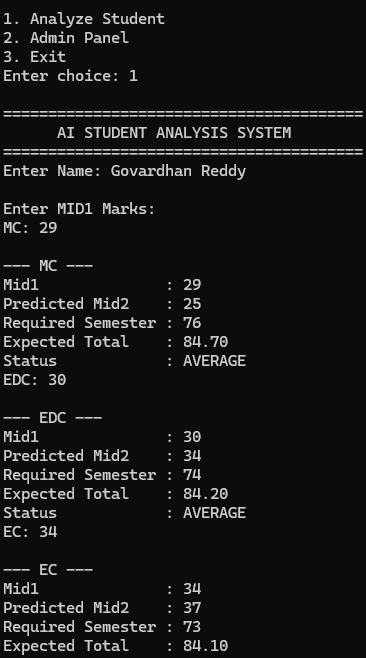 1. Analyze Student
2. Admin Panel
3. Exit
Enter choice: 1
========================================
AI STUDENT ANALYSIS SYSTEM
========================================
Enter Name: Govardhan Reddy
Enter MID1 Marks:
MC: 29
--- MC ---
Mid1 : 29
Predicted Mid2 : 25
Required Semester : 76
Expected Total : 84.70
Status : AVERAGE
EDC: 30
--- EDC ---
Mid1 : 30
Predicted Mid2 : 34
Required Semester : 74
Expected Total : 84.20
Status : AVERAGE
EC: 34
--- EC ---
Mid1 : 34
Predicted Mid2 : 37
Required Semester : 73
Expected Total : 84.10